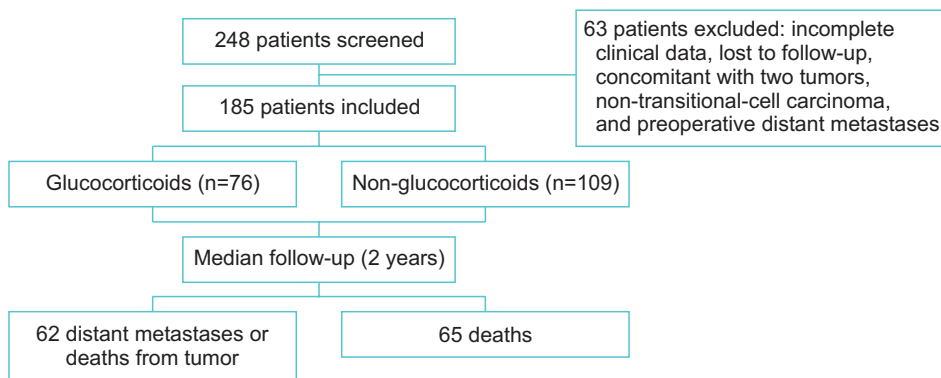 248 patients screened
63 patients excluded: incomplete
clinical data, lost to follow-up,
concomitant with two tumors,
non-transitional-cell carcinoma,
and preoperative distant metastases
185 patients included
Glucocorticoids (n=76)
Non-glucocorticoids (n=109)
Median follow-up (2 years)
62 distant metastases or
deaths from tumor
65 deaths